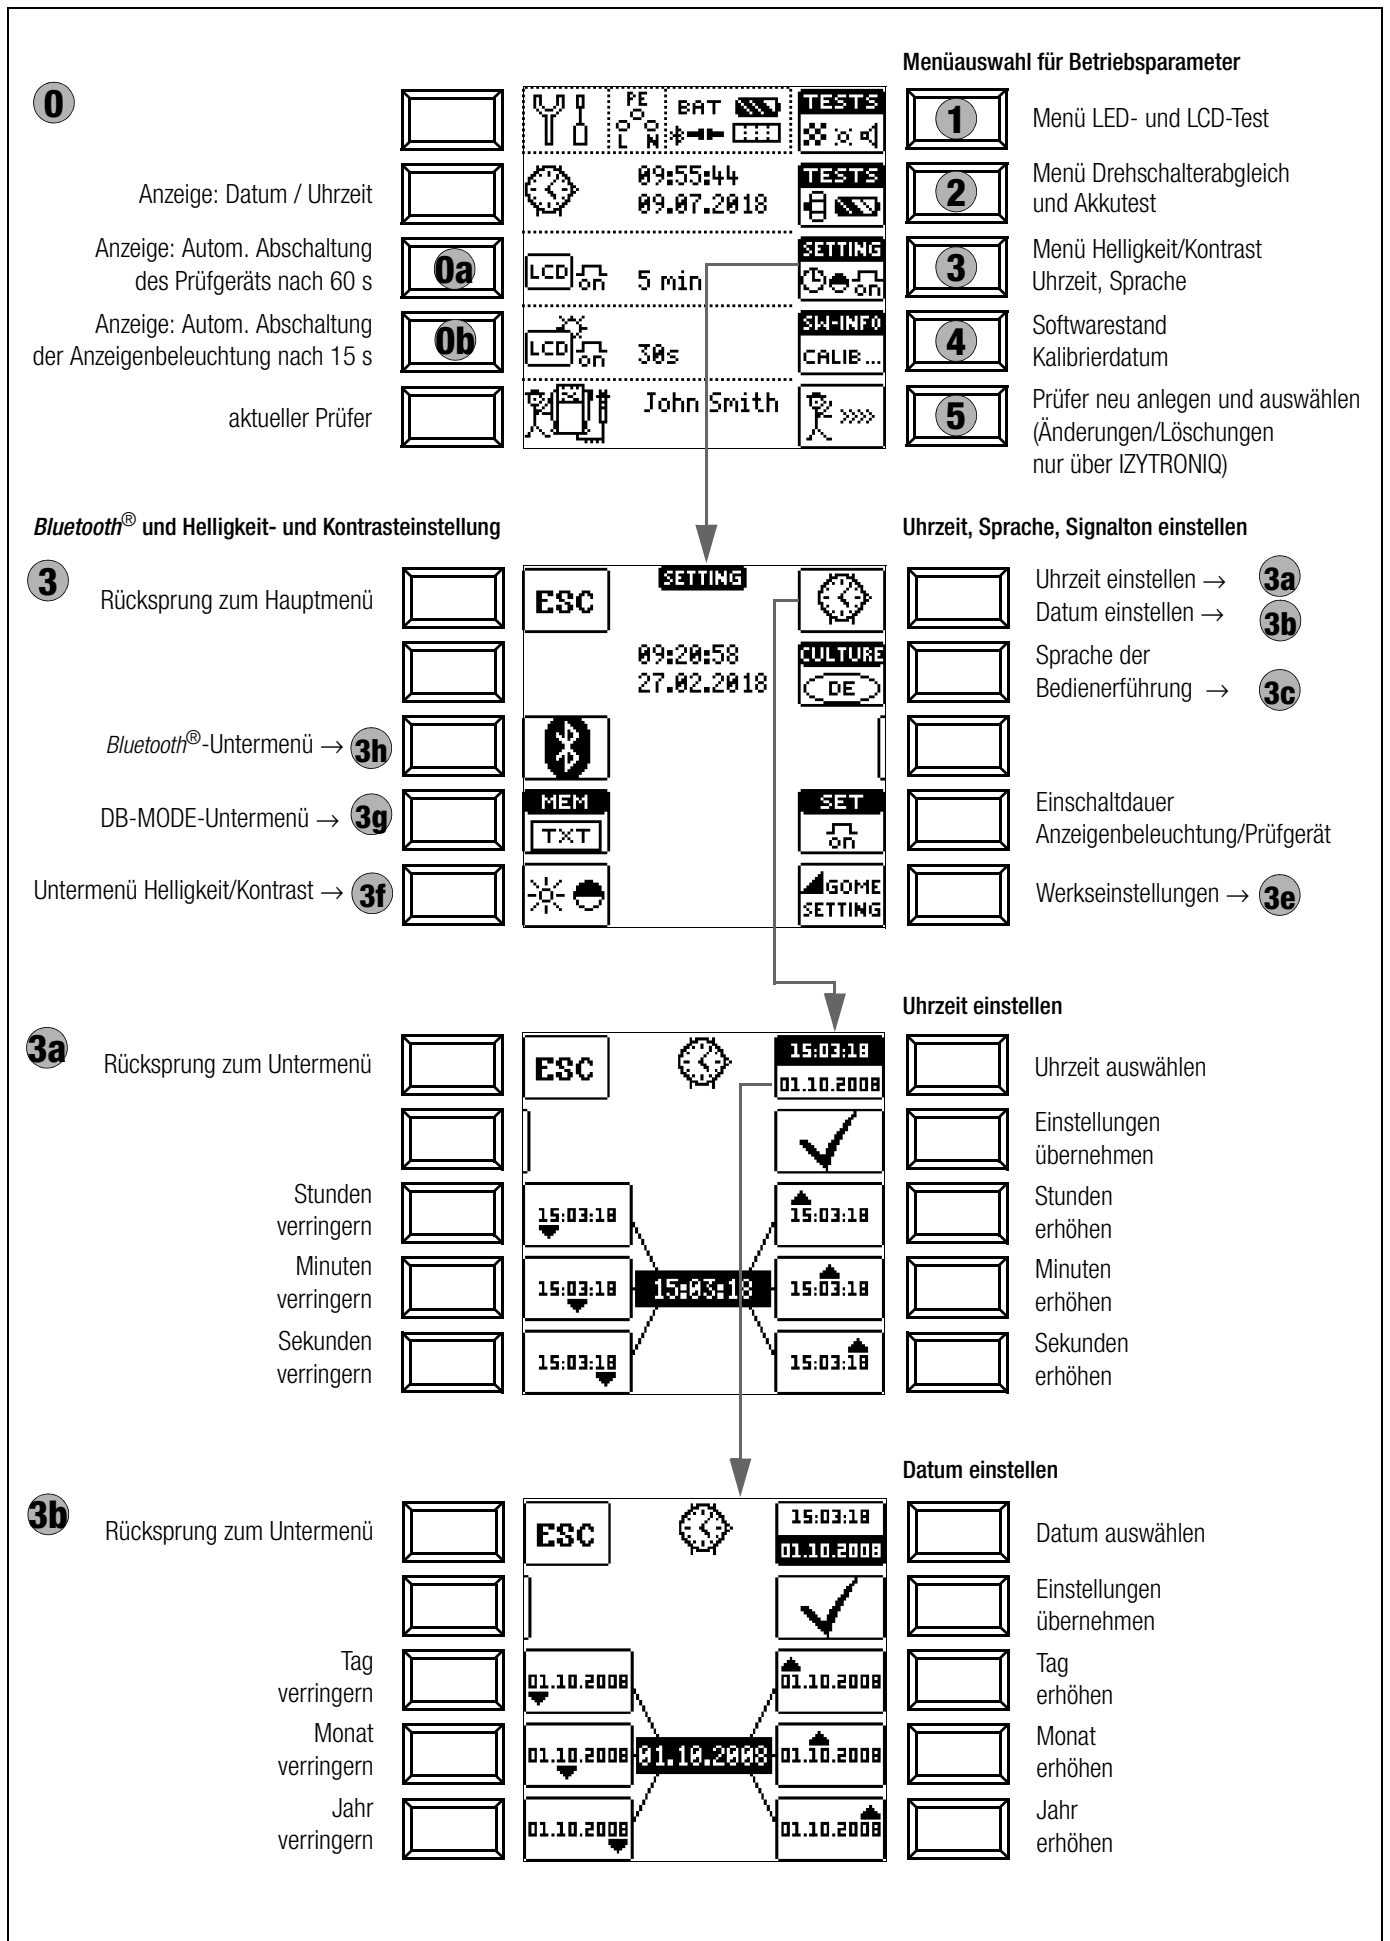 Menüauswahl für Betriebsparameter
0
PE
L N
BAT
TESTS
1
Menü LED- und LCD-Test
Anzeige: Datum / Uhrzeit
09:55:44
09.07.2018
TESTS
2
Menü Drehschalterabgleich
und Akkutest
Anzeige: Autom. Abschaltung
des Prüfgeräts nach 60 s
0a
LCD on
5 min
SETTING
on
3
Menü Helligkeit/Kontrast
Uhrzeit, Sprache
Anzeige: Autom. Abschaltung
der Anzeigenbeleuchtung nach 15 s
0b
LCD on
30s
SW-INFO
CALIB...
4
Softwarestand
Kalibrierdatum
aktueller Prüfer
John Smith
5
Prüfer neu anlegen und auswählen
(Änderungen/Löschungen
nur über IZYTRONIQ)
Bluetooth® und Helligkeit- und Kontrasteinstellung
Uhrzeit, Sprache, Signalton einstellen
3
Rücksprung zum Hauptmenü
ESC
SETTING
Uhrzeit einstellen → 3a
Datum einstellen → 3b
09:20:58
27.02.2018
CULTURE
DE
Sprache der
Bedienerführung → 3c
Bluetooth®-Untermenü → 3h
DB-MODE-Untermenü → 3g
MEM
TXT
SET
on
Einschaltdauer
Anzeigenbeleuchtung/Prüfgerät
Untermenü Helligkeit/Kontrast → 3f
GOME
SETTING
Werkseinstellungen → 3e
Uhrzeit einstellen
3a
Rücksprung zum Untermenü
ESC
15:03:18
01.10.2008
Uhrzeit auswählen
Einstellungen
übernehmen
Stunden
verringern
15:03:18
15:03:18
Stunden
erhöhen
Minuten
verringern
15:03:18
15:03:18
15:03:18
Minuten
erhöhen
Sekunden
verringern
15:03:18
15:03:18
Sekunden
erhöhen
Datum einstellen
3b
Rücksprung zum Untermenü
ESC
15:03:18
01.10.2008
Datum auswählen
Einstellungen
übernehmen
Tag
verringern
01.10.2008
01.10.2008
Tag
erhöhen
Monat
verringern
01.10.2008
01.10.2008
01.10.2008
Monat
erhöhen
Jahr
verringern
01.10.2008
01.10.2008
Jahr
erhöhen